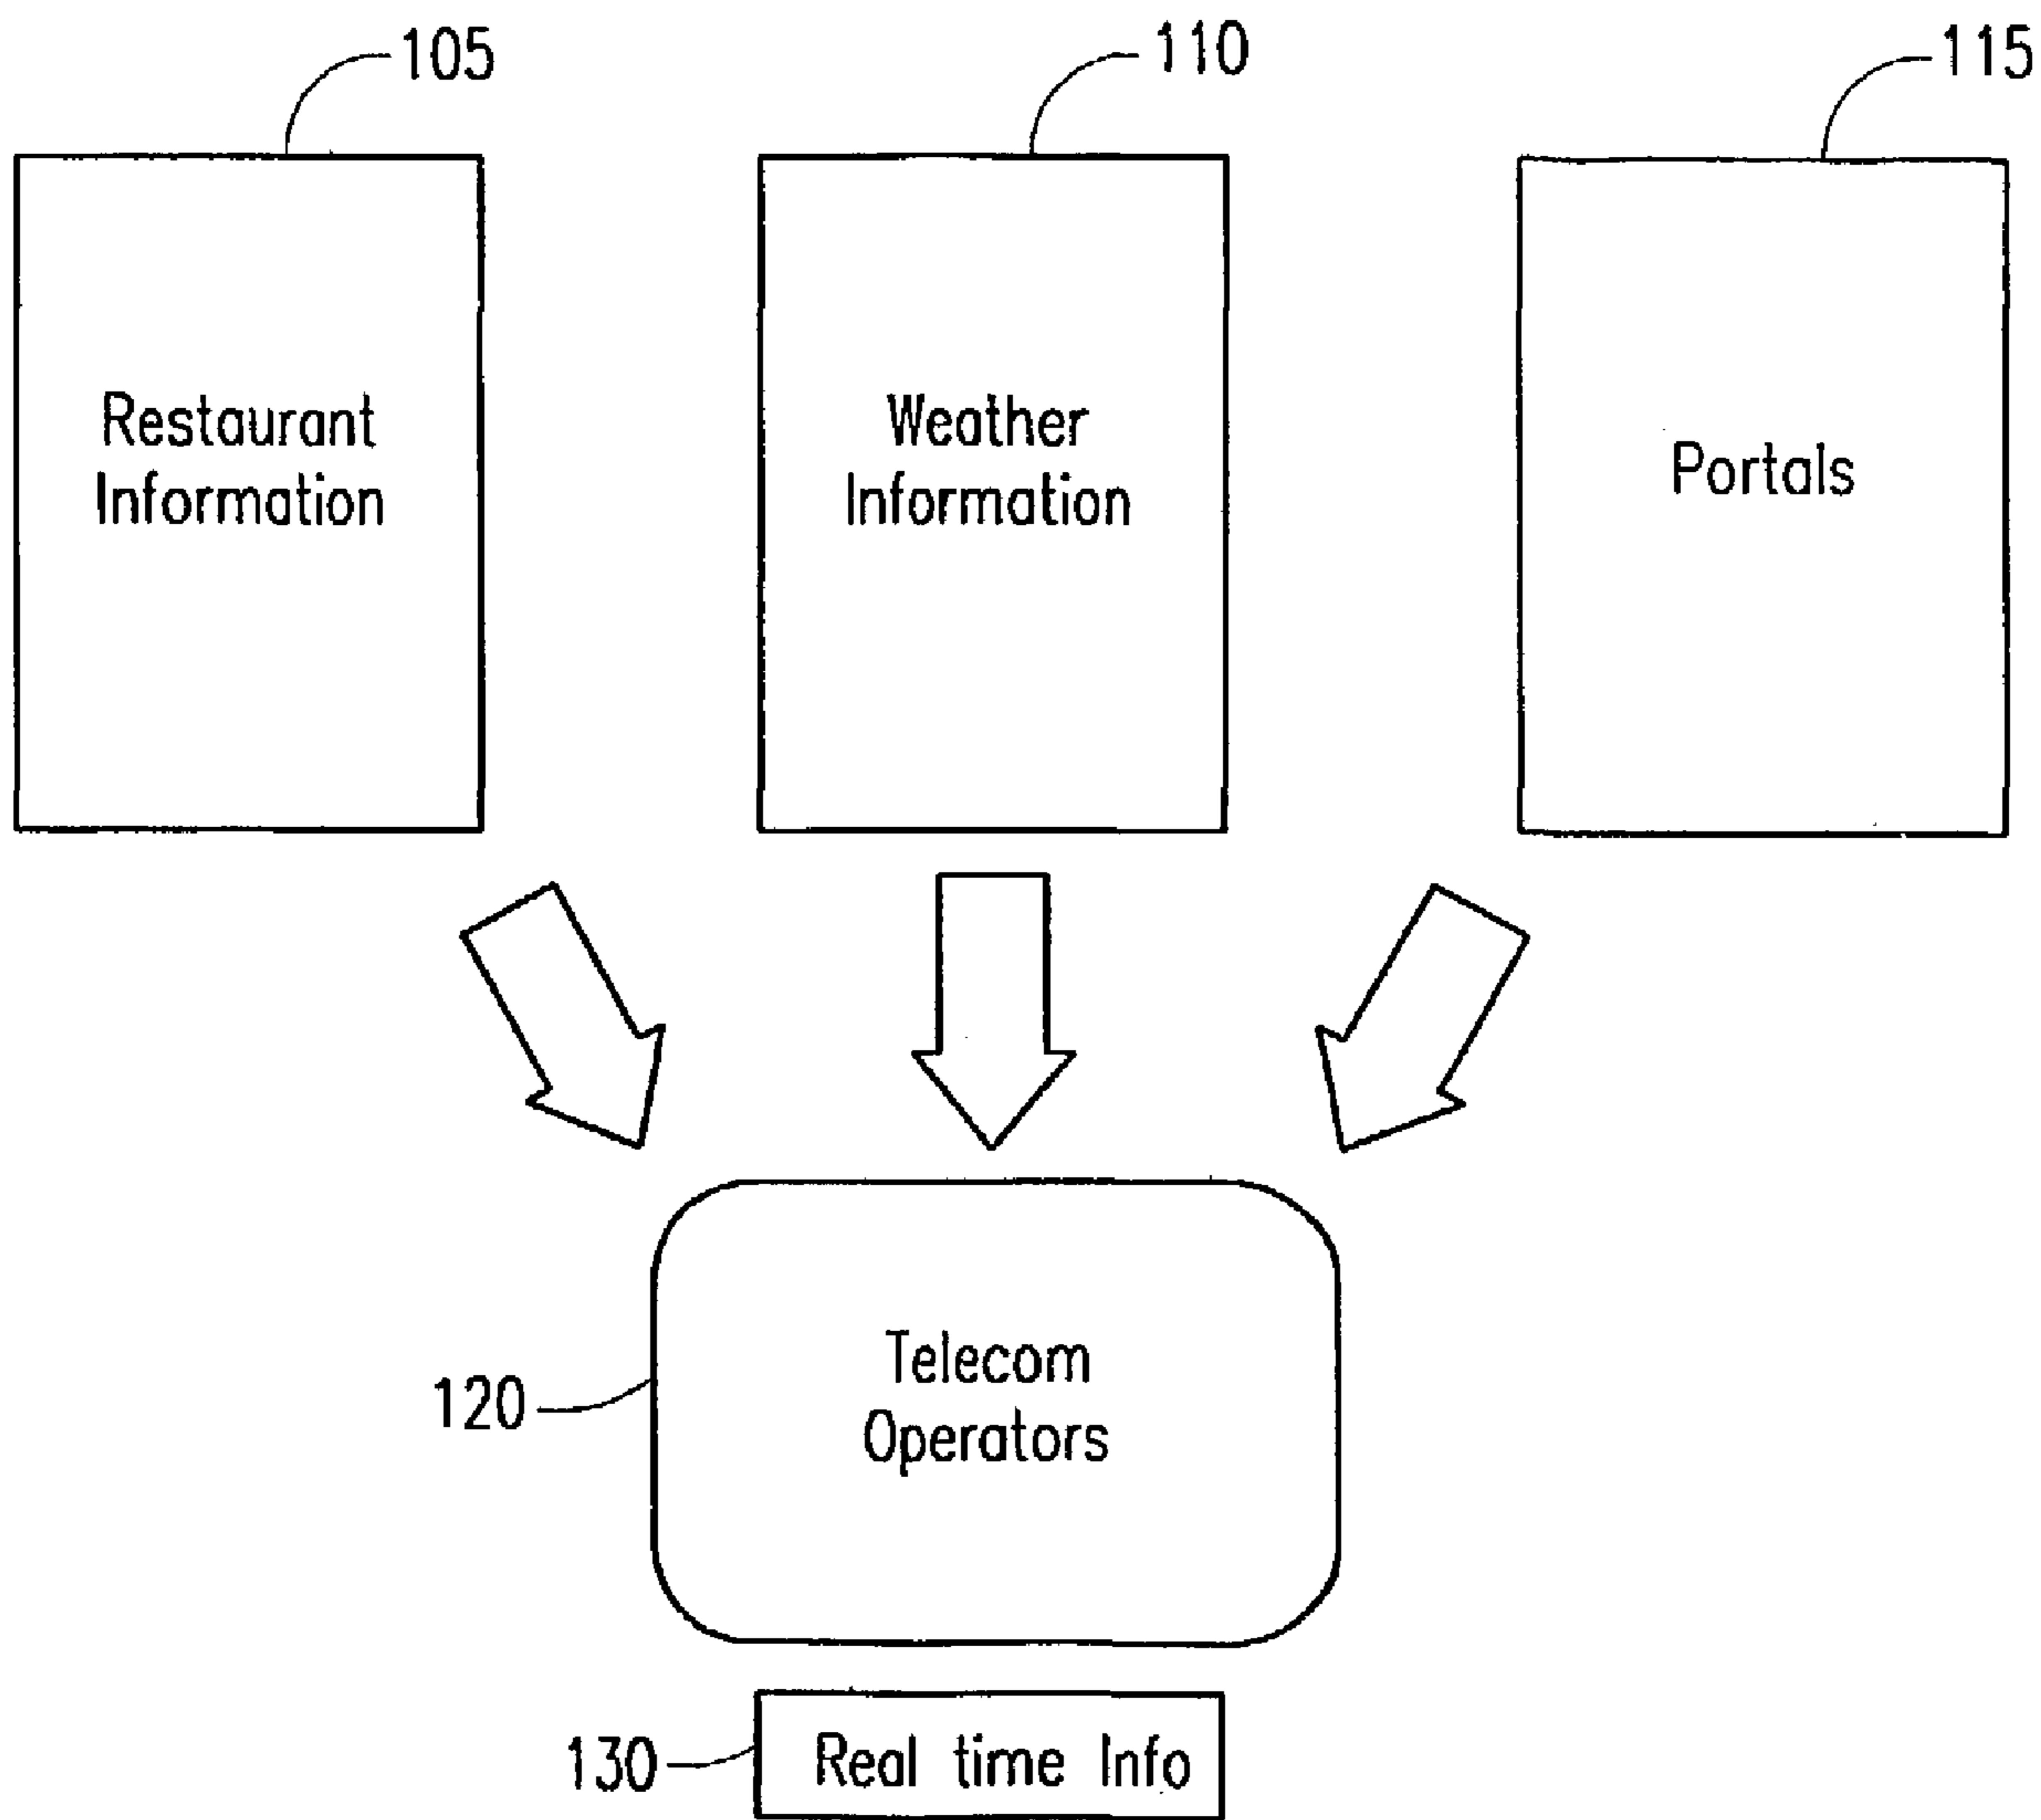 105
110
115
Restaurant
Information
Weather
Information
Portals
120
Telecom
Operators
130
Real time Info